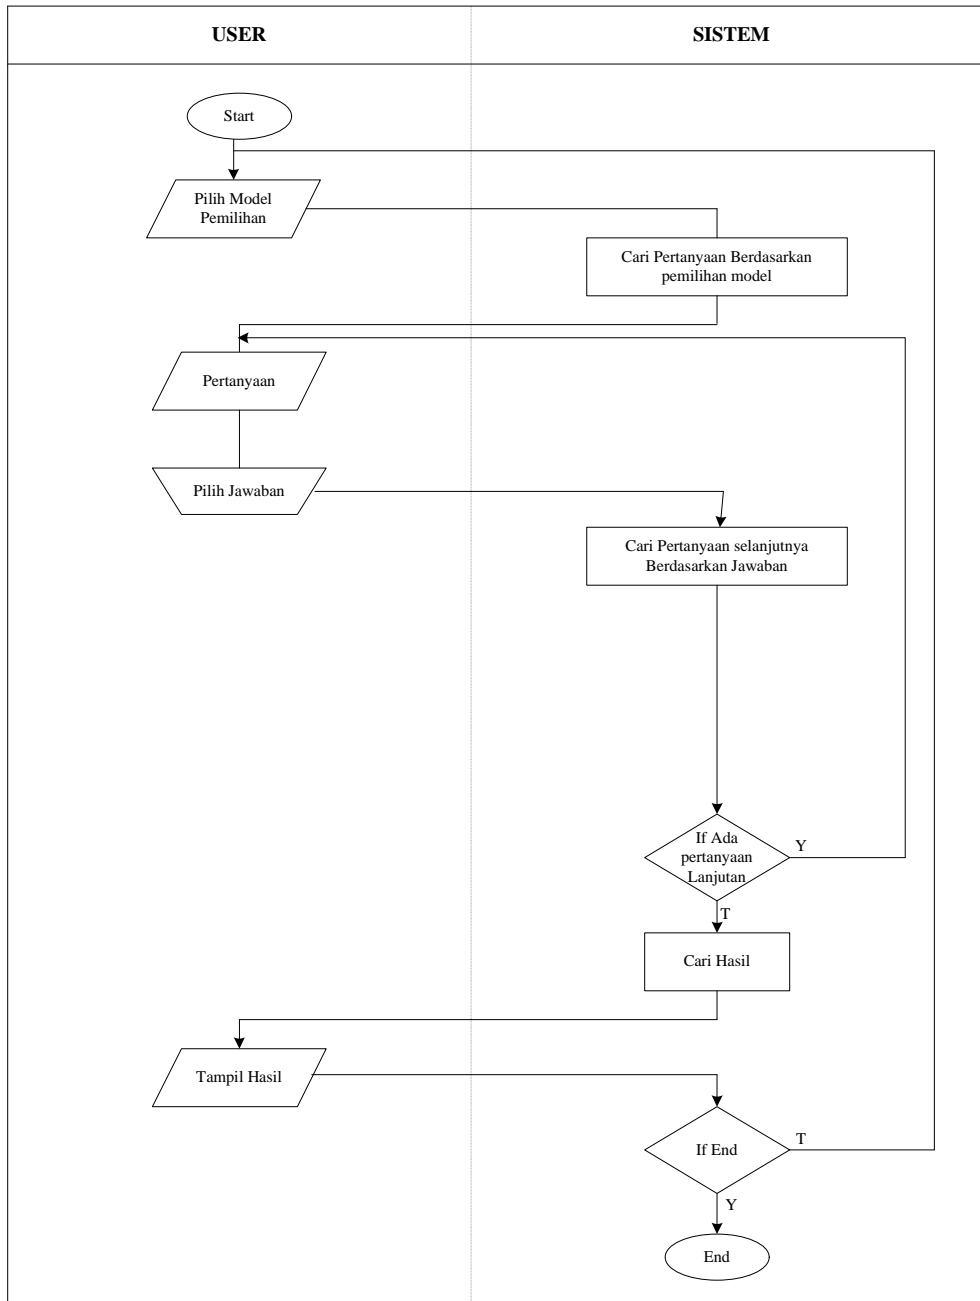 USER
SISTEM
Start
Pilih Model
Pemilihan
Cari Pertanyaan Berdasarkan
pemilihan model
Pertanyaan
Pilih Jawaban
Cari Pertanyaan selanjutnya
Berdasarkan Jawaban
If Ada
pertanyaan
Lanjutan
Y
T
Cari Hasil
Tampil Hasil
If End
T
Y
End